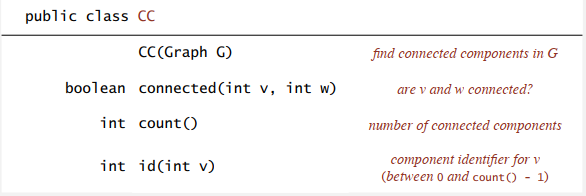 public class CC
CC(Graph G) find connected components in G
boolean connected(int v, int w) are v and w connected?
int count() number of connected components
int id(int v) component identifier for v
(between 0 and count() - 1)